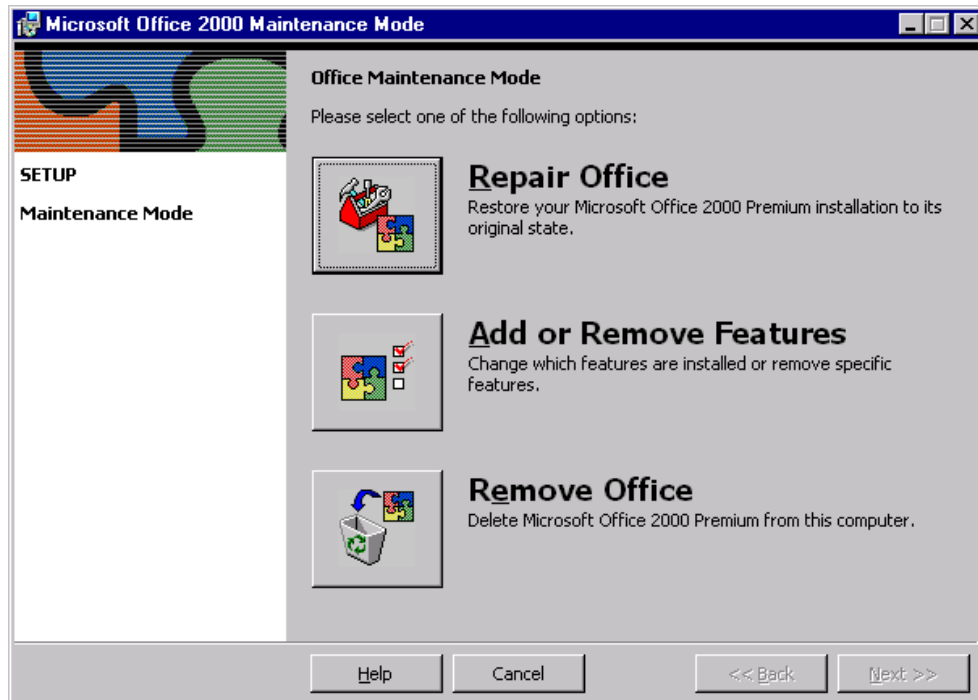 Microsoft Office 2000 Maintenance Mode
SETUP
Maintenance Mode
Office Maintenance Mode
Please select one of the following options:
Repair Office
Restore your Microsoft Office 2000 Premium installation to its
original state.
Add or Remove Features
Change which features are installed or remove specific
features.
Remove Office
Delete Microsoft Office 2000 Premium from this computer.
Help
Cancel
<< Back
Next >>